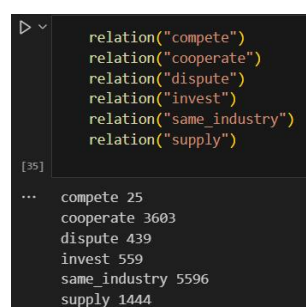 relation("compete")
relation("cooperate")
relation("dispute")
relation("invest")
relation("same_industry")
relation("supply")
[35]
... compete 25
cooperate 3603
dispute 439
invest 559
same_industry 5596
supply 1444